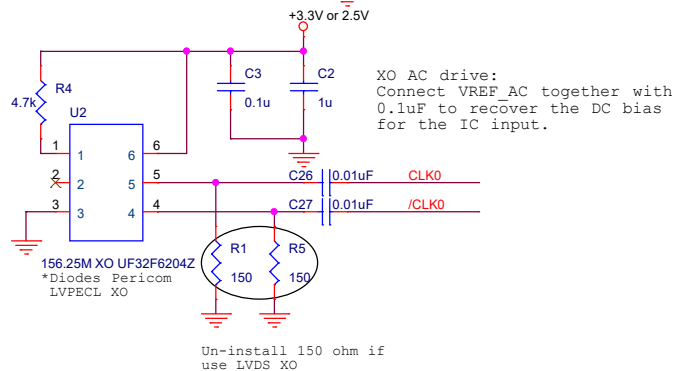 +3.3V or 2.5V
R4
4.7k
C3
0.1u
C2
1u
XO AC drive:
Connect VREF_AC together with
0.1uF to recover the DC bias
for the IC input.
U2
1 1 6 6
2 2 5 5
3 3 4 4
C26 0.01uF CLK0
C27 0.01uF /CLK0
156.25M XO UF32F6204Z
*Diodes Pericom
LVPECL XO
R1
150
R5
150
Un-install 150 ohm if
use LVDS XO